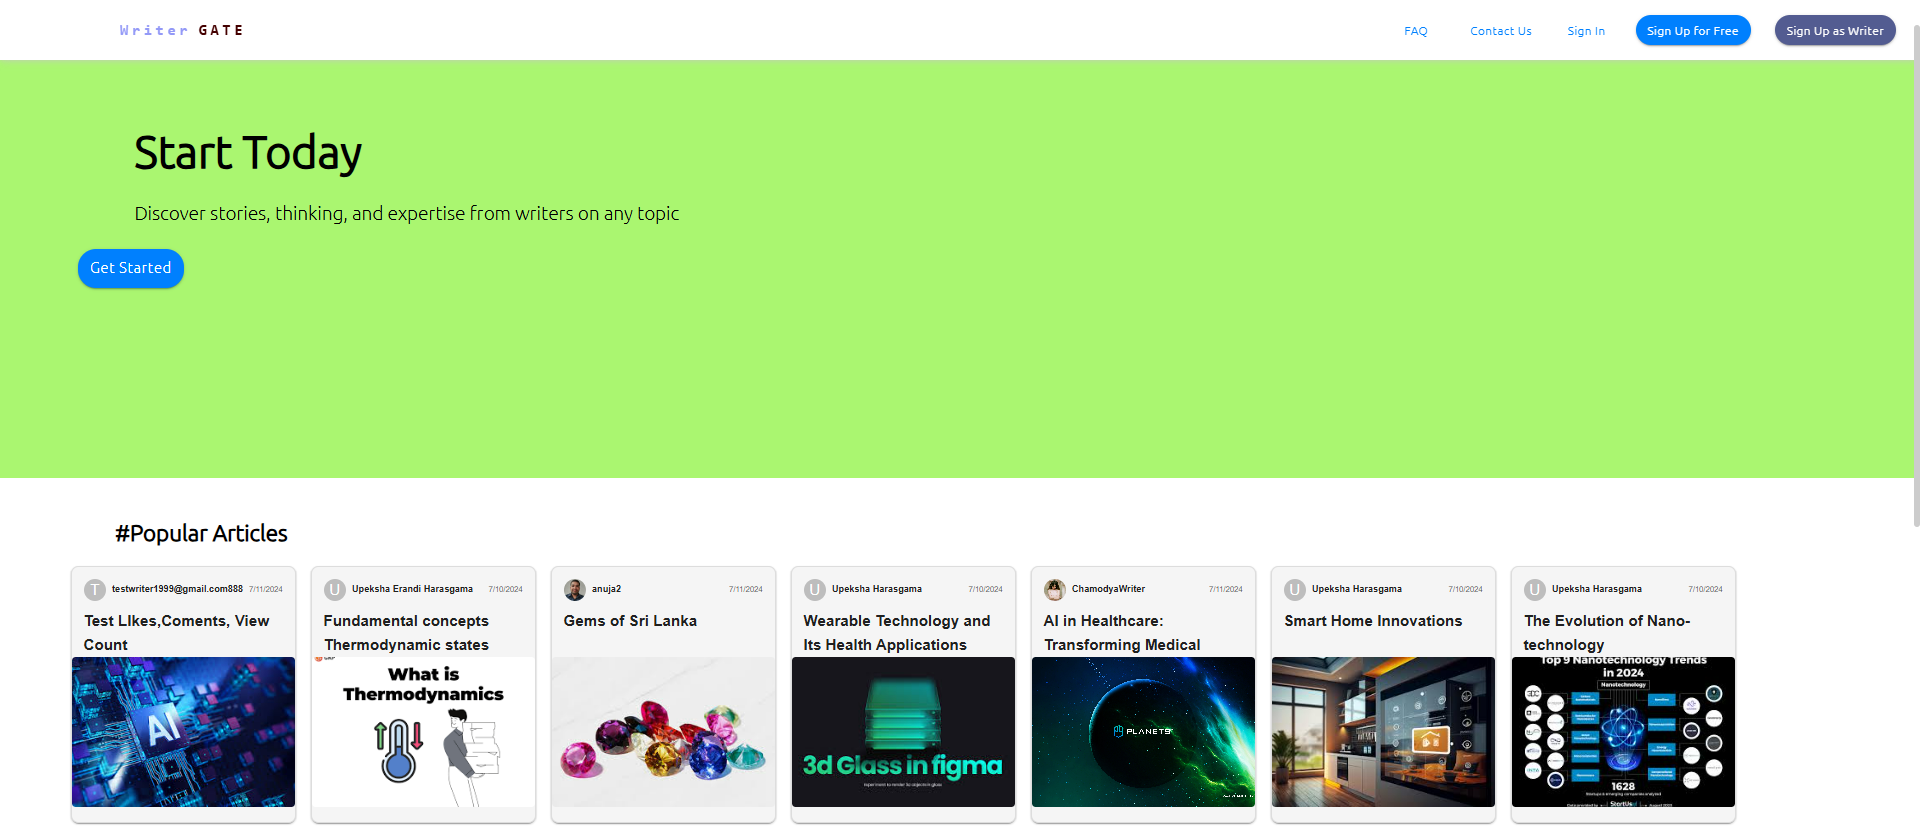 Writer GATE
FAQ
Contact Us
Sign In
Sign Up for Free
Sign Up as Writer
Start Today
Discover stories, thinking, and expertise from writers on any topic
Get Started
#Popular Articles
T testwriter1999@gmail.com888 7/11/2024
Test LIkes,Coments, View
Count
AI
U Upeksha Erandi Harasgama 7/10/2024
Fundamental concepts
Thermodynamic states
What is
Thermodynamics
anuja2 7/11/2024
Gems of Sri Lanka
U Upeksha Harasgama 7/10/2024
Wearable Technology and
Its Health Applications
3d Glass in figma
ChamodyaWriter 7/11/2024
AI in Healthcare:
Transforming Medical
PLANETS
U Upeksha Harasgama 7/10/2024
Smart Home Innovations
U Upeksha Harasgama 7/10/2024
The Evolution of Nano-
technology
Top 9 Nanotechnology Trends
in 2024
Nanotechnology
1628